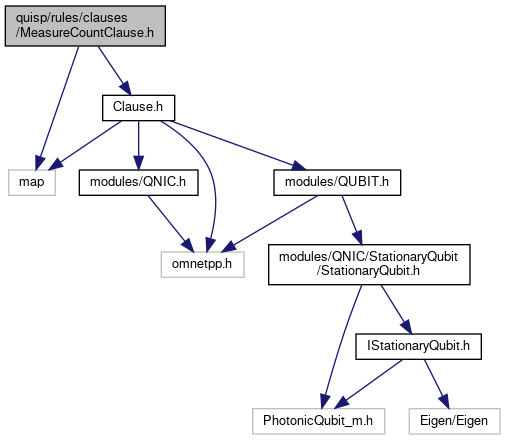 quisp/rules/clauses
/MeasureCountClause.h
Clause.h
map
modules/QNIC.h
modules/QUBIT.h
omnetpp.h
modules/QNIC/StationaryQubit
/StationaryQubit.h
IStationaryQubit.h
PhotonicQubit_m.h
Eigen/Eigen